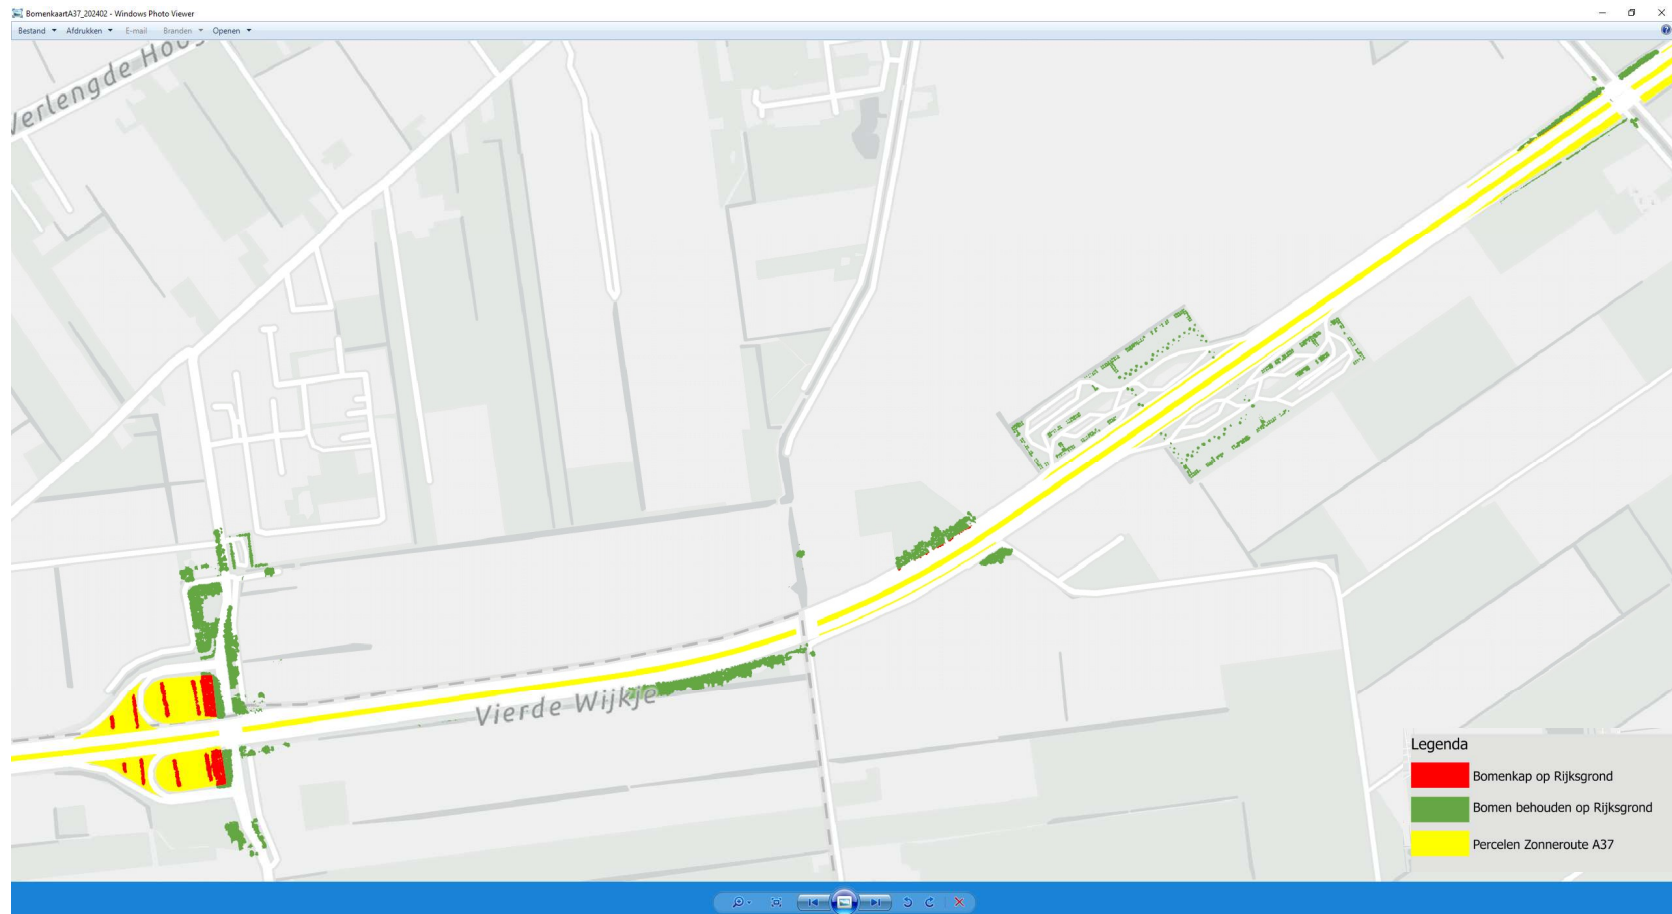 BomenkaartA37_202402 - Windows Photo Viewer
Bestand Afdrukken E-mail Branden Openen
Verlengde
Vierde Wijkje
Legenda
Bomenkap op Rijksgrond
Bomen behouden op Rijksgrond
Percelen Zonneroute A37